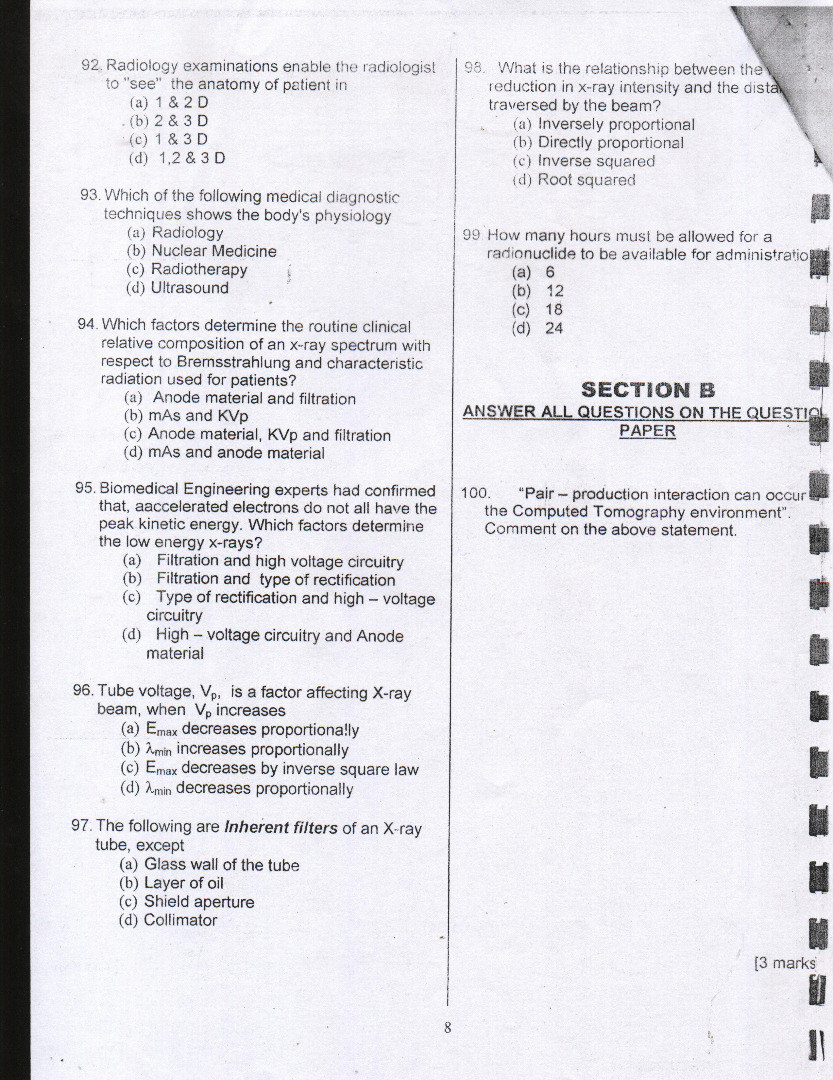 92. Radiology examinations enable the radiologist
to "see" the anatomy of patient in
(a) 1 & 2 D
(b) 2 & 3 D
(c) 1 & 3 D
(d) 1,2 & 3 D
93. Which of the following medical diagnostic
techniques shows the body's physiology
(a) Radiology
(b) Nuclear Medicine
(c) Radiotherapy
(d) Ultrasound
94. Which factors determine the routine clinical
relative composition of an x-ray spectrum with
respect to Bremsstrahlung and characteristic
radiation used for patients?
(a) Anode material and filtration
(b) mAs and KVp
(c) Anode material, KVp and filtration
(d) mAs and anode material
95. Biomedical Engineering experts had confirmed
that, aaccelerated electrons do not all have the
peak kinetic energy. Which factors determine
the low energy x-rays?
(a) Filtration and high voltage circuitry
(b) Filtration and type of rectification
(c) Type of rectification and high – voltage
circuitry
(d) High – voltage circuitry and Anode
material
96. Tube voltage, Vp, is a factor affecting X-ray
beam, when Vp increases
(a) Emax decreases proportionally
(b) λmin increases proportionally
(c) Emax decreases by inverse square law
(d) λmin decreases proportionally
97. The following are Inherent filters of an X-ray
tube, except
(a) Glass wall of the tube
(b) Layer of oil
(c) Shield aperture
(d) Collimator
98. What is the relationship between the
reduction in x-ray intensity and the dista
traversed by the beam?
(a) Inversely proportional
(b) Directly proportional
(c) Inverse squared
(d) Root squared
99 How many hours must be allowed for a
radionuclide to be available for administratio
(a) 6
(b) 12
(c) 18
(d) 24
SECTION B
ANSWER ALL QUESTIONS ON THE QUESTIO
PAPER
100. "Pair – production interaction can occur
the Computed Tomography environment".
Comment on the above statement.
[3 marks
8